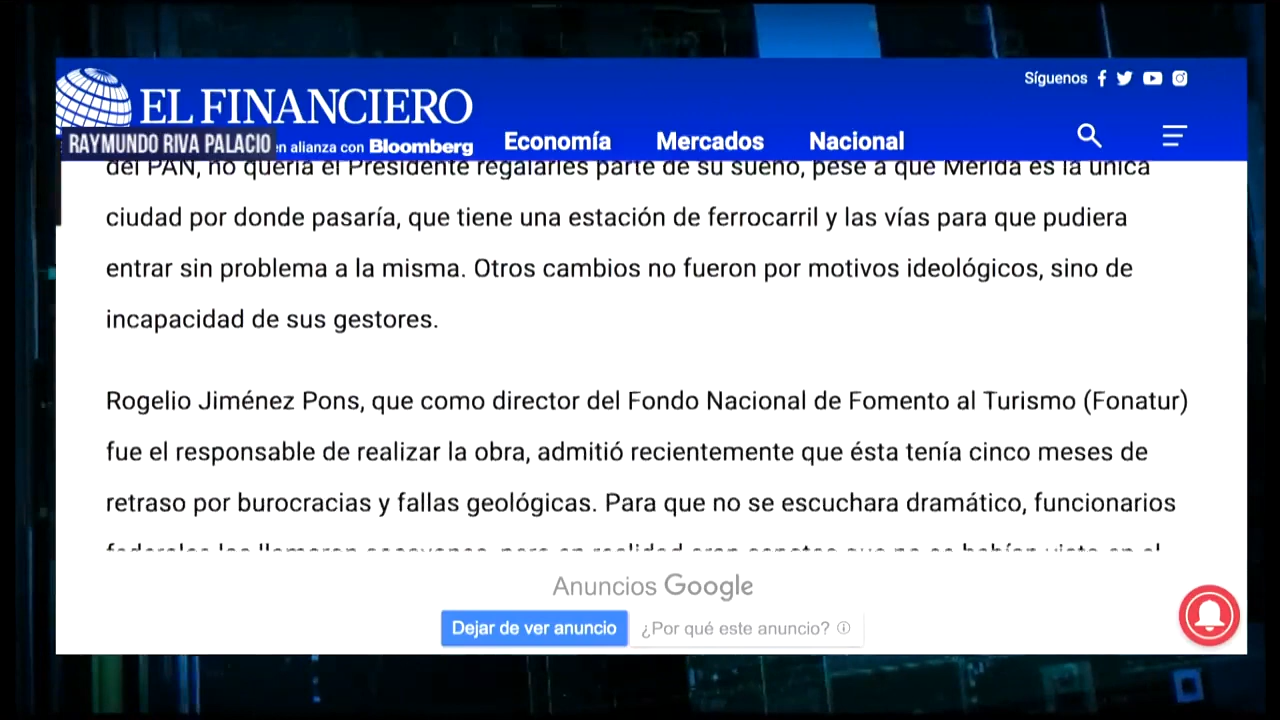 Síguenos
EL FINANCIERO
RAYMUNDO RIVA PALACIO
n alianza con Bloomberg
Economía
Mercados
Nacional
del PAN, no quería el Presidente regalarles parte de su sueño, pese a que Mérida es la única
ciudad por donde pasaría, que tiene una estación de ferrocarril y las vías para que pudiera
entrar sin problema a la misma. Otros cambios no fueron por motivos ideológicos, sino de
incapacidad de sus gestores.
Rogelio Jiménez Pons, que como director del Fondo Nacional de Fomento al Turismo (Fonatur)
fue el responsable de realizar la obra, admitió recientemente que ésta tenía cinco meses de
retraso por burocracias y fallas geológicas. Para que no se escuchara dramático, funcionarios
Anuncios Google
Dejar de ver anuncio
¿Por qué este anuncio?